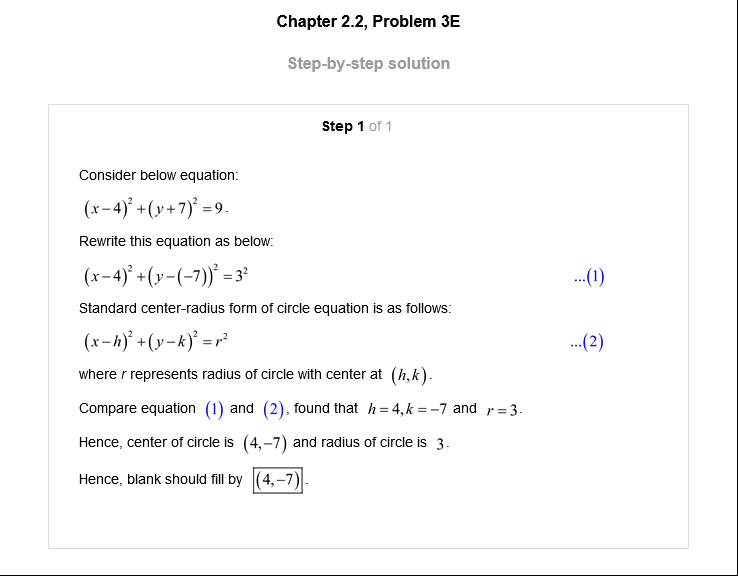 Chapter 2.2, Problem 3E
Step-by-step solution
Step 1 of 1
Consider below equation:
(x−4)² + (y+7)² = 9.
Rewrite this equation as below:
(x−4)² + (y−(−7))² = 3² ...(1)
Standard center-radius form of circle equation is as follows:
(x−h)² + (y−k)² = r² ...(2)
where r represents radius of circle with center at (h,k).
Compare equation (1) and (2), found that h = 4, k = −7 and r = 3.
Hence, center of circle is (4,−7) and radius of circle is 3.
Hence, blank should fill by (4,−7).